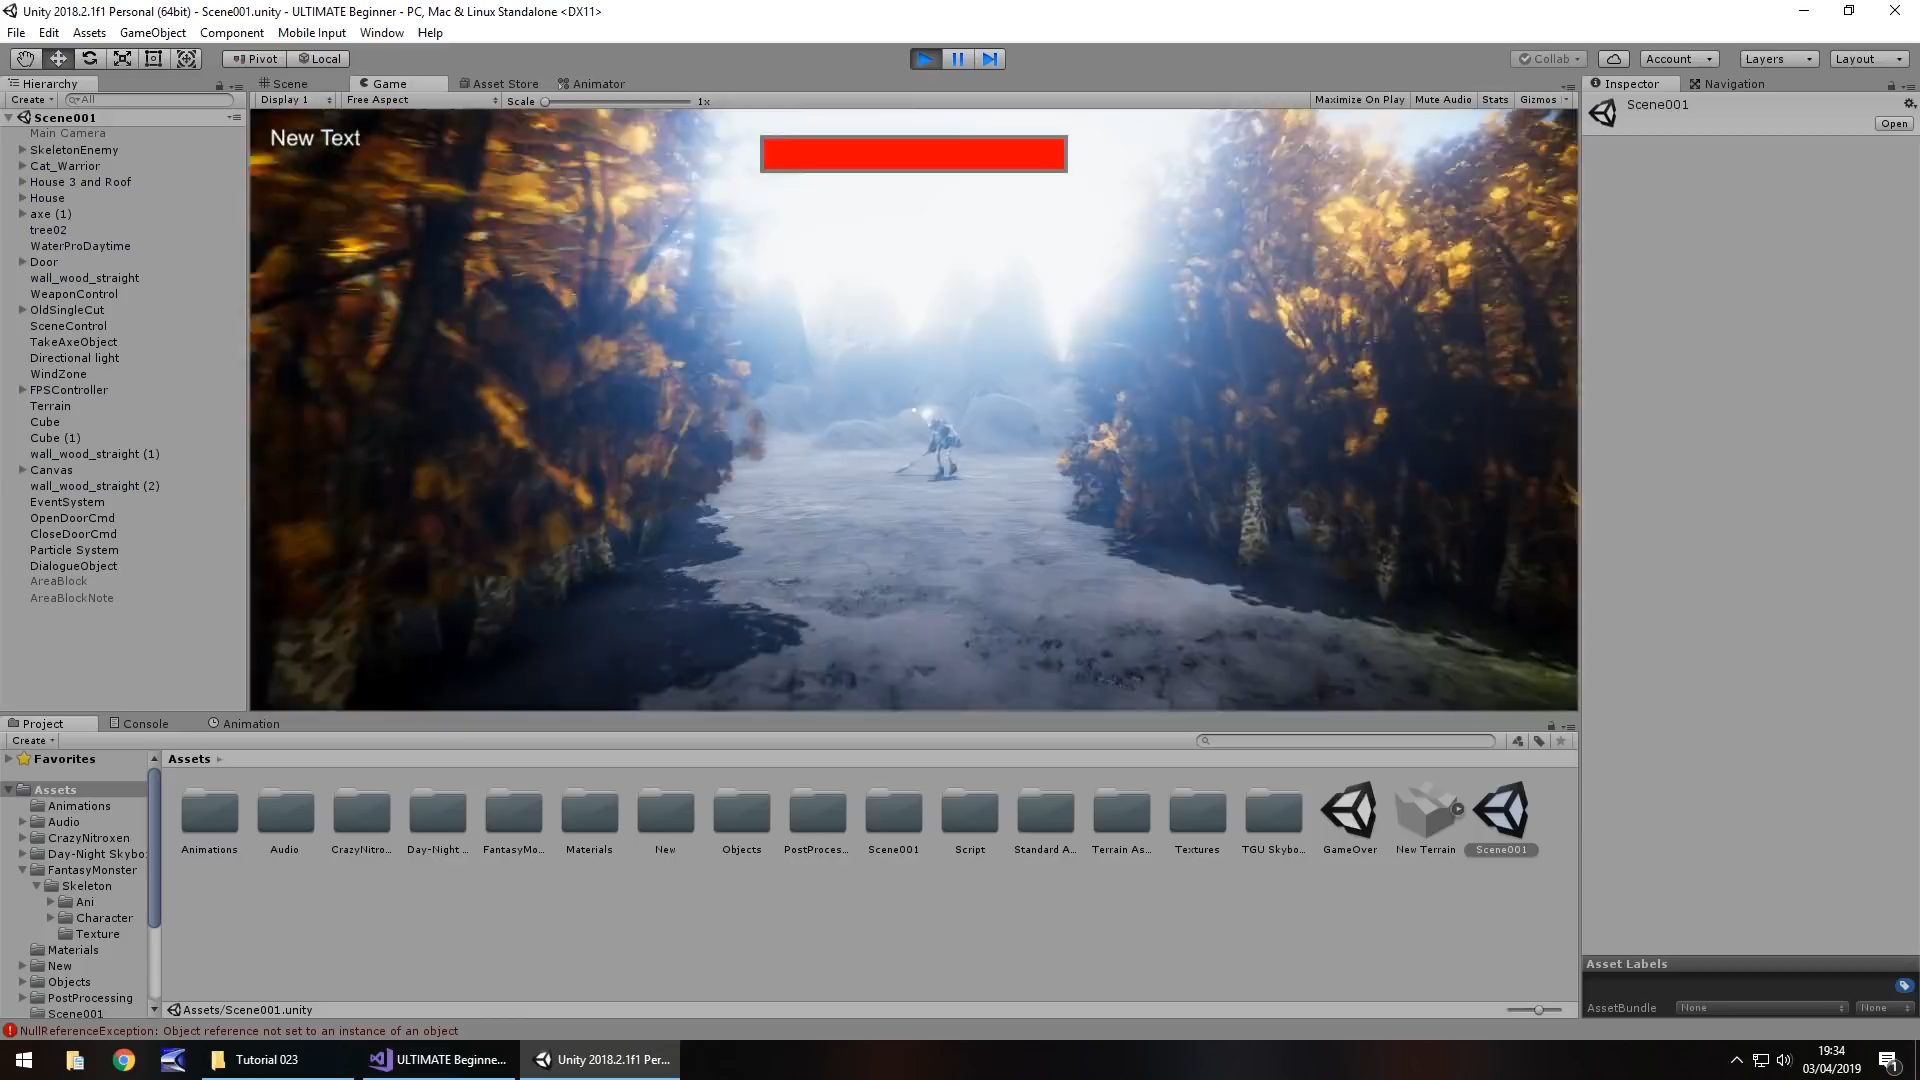 Unity 2018.2.1f1 Personal (64bit) - Scene001.unity - ULTIMATE Beginner - PC, Mac & Linux Standalone <DX11>
File Edit Assets GameObject Component Mobile Input Window Help
Pivot Local Collab Account Layers Layout
Hierarchy Scene Game Asset Store Animator Inspector Navigation
Create All Display 1 Free Aspect Scale 1x Maximize On Play Mute Audio Stats Gizmos
Scene001
Open
Scene001
Main Camera
SkeletonEnemy
Cat_Warrior
House 3 and Roof
House
axe (1)
tree02
WaterProDaytime
Door
wall_wood_straight
WeaponControl
OldSingleCut
SceneControl
TakeAxeObject
Directional light
WindZone
FPSController
Terrain
Cube
Cube (1)
wall_wood_straight (1)
Canvas
wall_wood_straight (2)
EventSystem
OpenDoorCmd
CloseDoorCmd
Particle System
DialogueObject
AreaBlock
AreaBlockNote
New Text
Project Console Animation
Create
Favorites
Assets
Animations
Audio
CrazyNitroxen
Day-Night Skybo
FantasyMonster
Skeleton
Ani
Character
Texture
Materials
New
Objects
PostProcessing
Scene001
Assets
Animations Audio CrazyNitro... Day-Night ... FantasyMo... Materials New Objects PostProces... Scene001 Script Standard A... Terrain As... Textures TGU Skybo... GameOver New Terrain Scene001
Assets/Scene001.unity
Asset Labels
AssetBundle None None
NullReferenceException: Object reference not set to an instance of an object
Tutorial 023 ULTIMATE Beginne... Unity 2018.2.1f1 Per...
19:34
03/04/2019
1